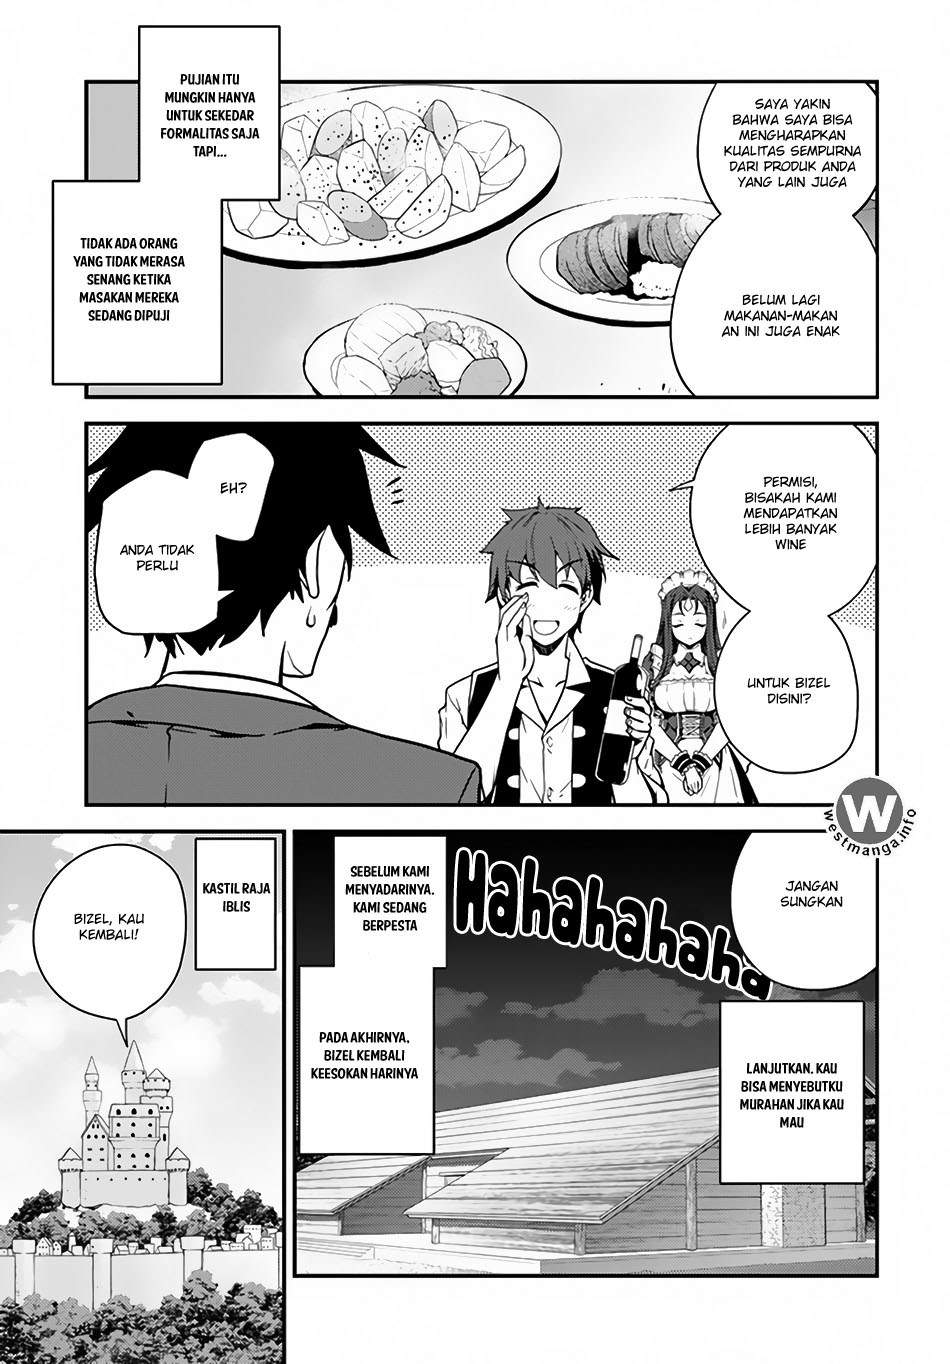 SAYA YAKIN
BAHWA SAYA BISA
MENGHARAPKAN
KUALITAS SEMPURNA
DARI PRODUK ANDA
YANG LAIN JUGA
BELUM LAGI
MAKANAN-MAKAN
AN INI JUGA ENAK
PUJIAN ITU
MUNGKIN HANYA
UNTUK SEKEDAR
FORMALITAS SAJA
TAPI...
TIDAK ADA ORANG
YANG TIDAK MERASA
SENANG KETIKA
MASAKAN MEREKA
SEDANG DIPUJI
PERMISI,
BISAKAH KAMI
MENDAPATKAN
LEBIH BANYAK
WINE
UNTUK BIZEL
DISINI?
EH?
ANDA TIDAK
PERLU
W
westmanga.info
JANGAN
SUNGKAN
Hahahahaha
LANJUTKAN. KAU
BISA MENYEBUTKU
MURAHAN JIKA KAU
MAU
SEBELUM KAMI
MENYADARINYA,
KAMI SEDANG
BERPESTA
PADA AKHIRNYA,
BIZEL KEMBALI
KEESOKAN HARINYA
KASTIL RAJA
IBLIS
BIZEL, KAU
KEMBALI!